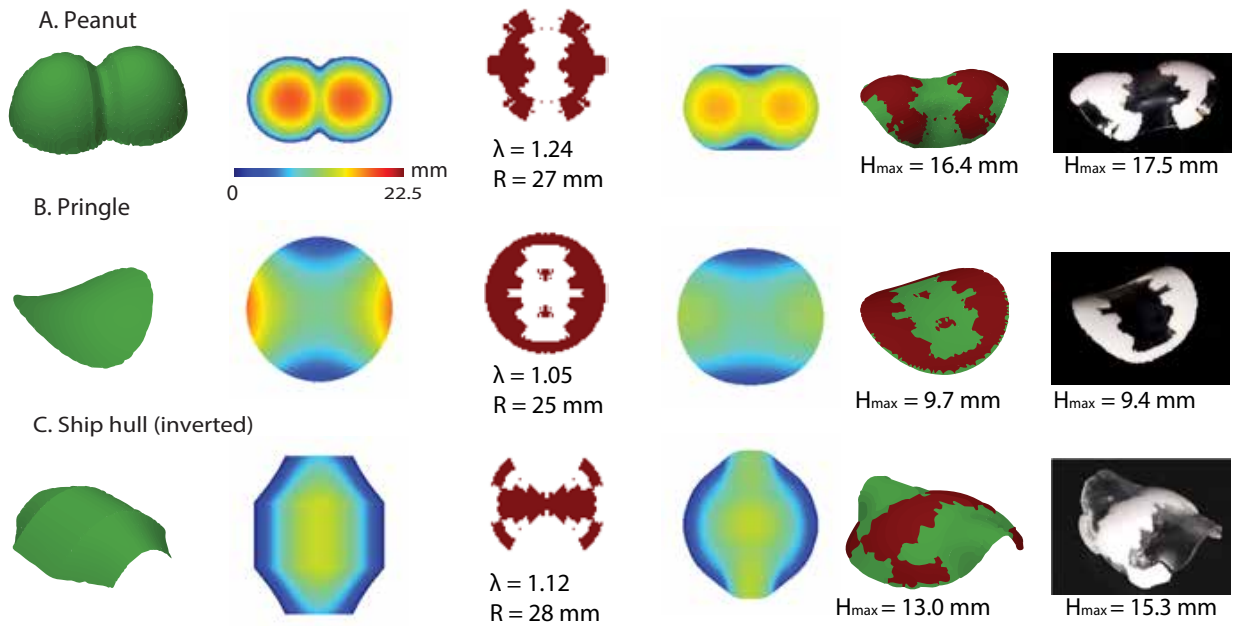 A. Peanut
mm
0
22.5
λ = 1.24
R = 27 mm
Hmax = 16.4 mm
Hmax = 17.5 mm
B. Pringle
λ = 1.05
R = 25 mm
Hmax = 9.7 mm
Hmax = 9.4 mm
C. Ship hull (inverted)
λ = 1.12
R = 28 mm
Hmax = 13.0 mm
Hmax = 15.3 mm